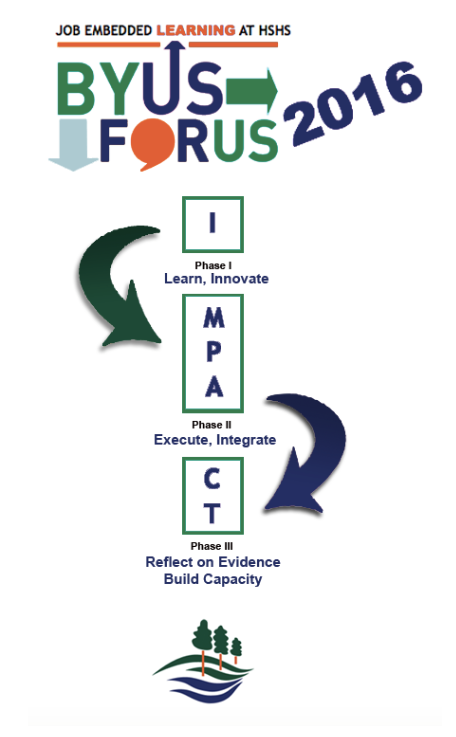 JOB EMBEDDED LEARNING AT HSHS
BYUS
FORUS
2016
I
Phase I
Learn, Innovate
M
P
A
Phase II
Execute, Integrate
C
T
Phase III
Reflect on Evidence
Build Capacity